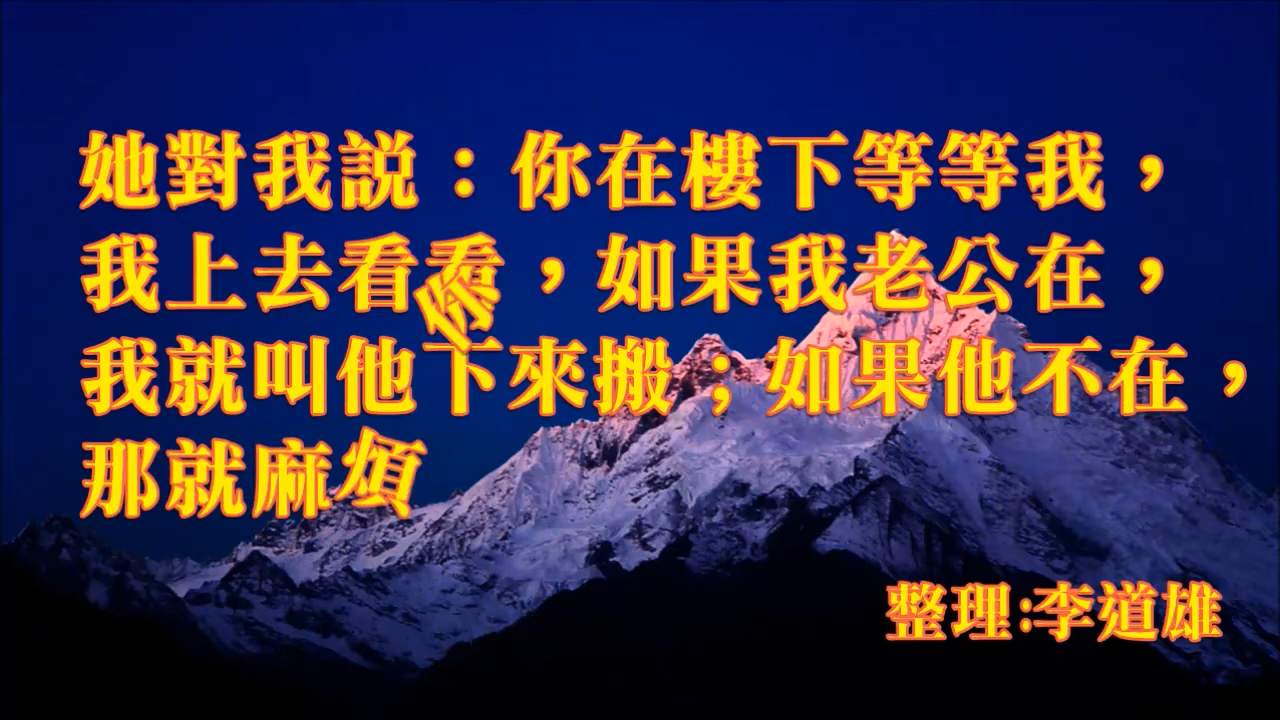 她對我説：你在樓下等等我，
我上去看看，如果我老公在，
我就叫他下來搬；如果他不在，
那就麻煩
你
整理:李道雄